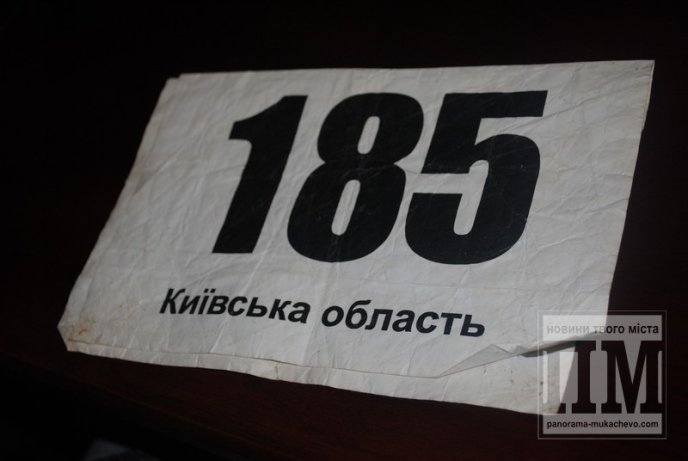 185
Київська область
НОВИНИ ТВОГО МІСТА
ПМ
panorama-mukachevo.com